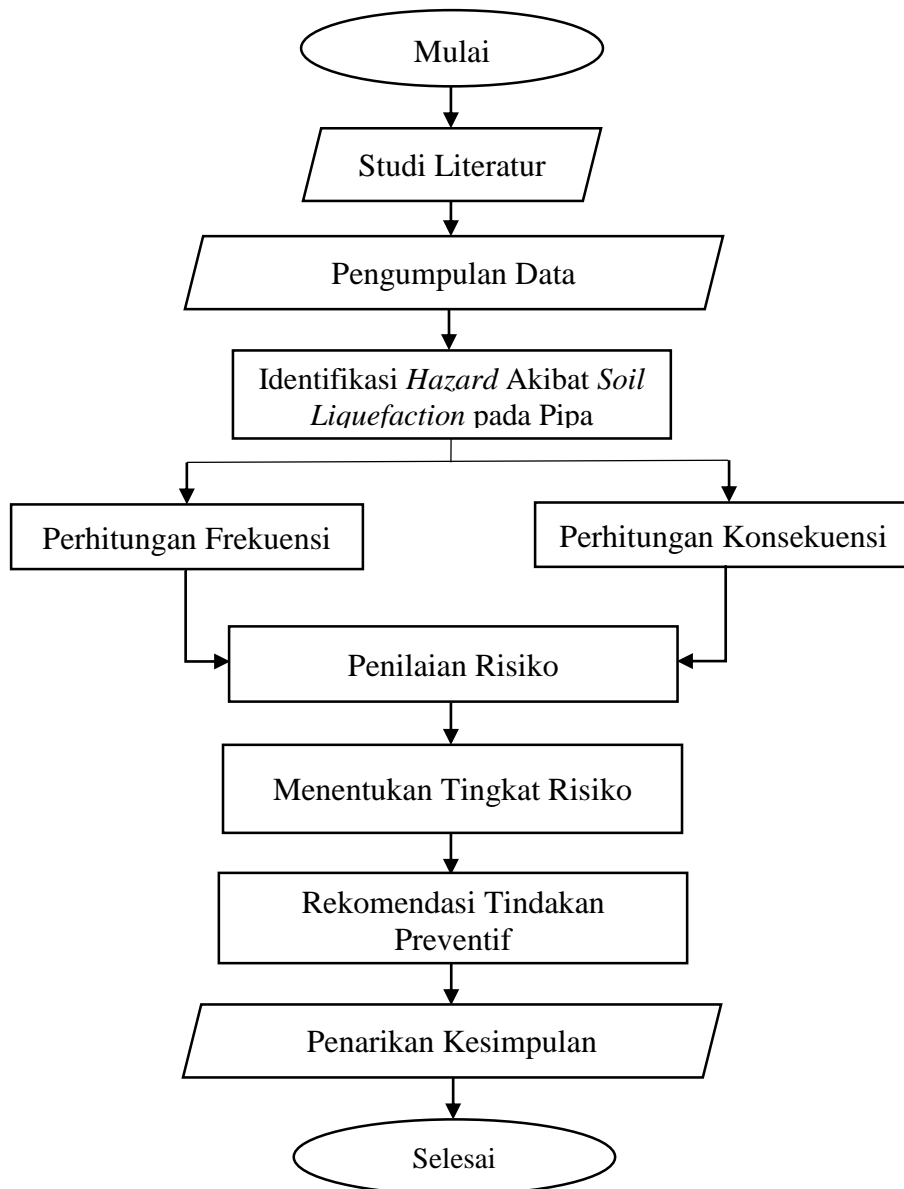 Mulai
Studi Literatur
Pengumpulan Data
Identifikasi Hazard Akibat Soil
Liquefaction pada Pipa
Perhitungan Frekuensi
Perhitungan Konsekuensi
Penilaian Risiko
Menentukan Tingkat Risiko
Rekomendasi Tindakan
Preventif
Penarikan Kesimpulan
Selesai